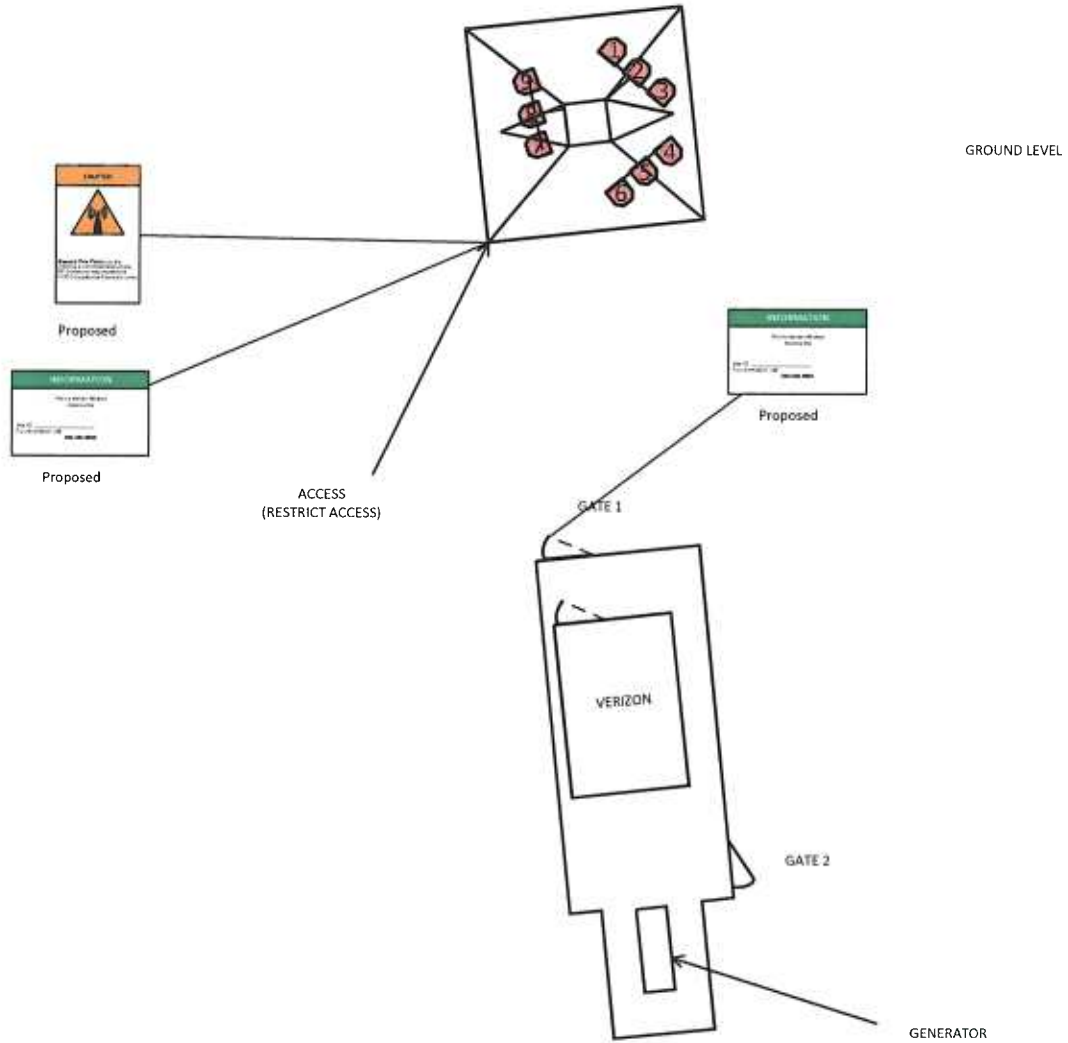 1
2
9
3
8
GROUND LEVEL
4
7
5
6
CAUTION
Proposed
INFORMATION
INFORMATION
Proposed
Proposed
ACCESS
(RESTRICT ACCESS)
GATE 1
VERIZON
GATE 2
GENERATOR